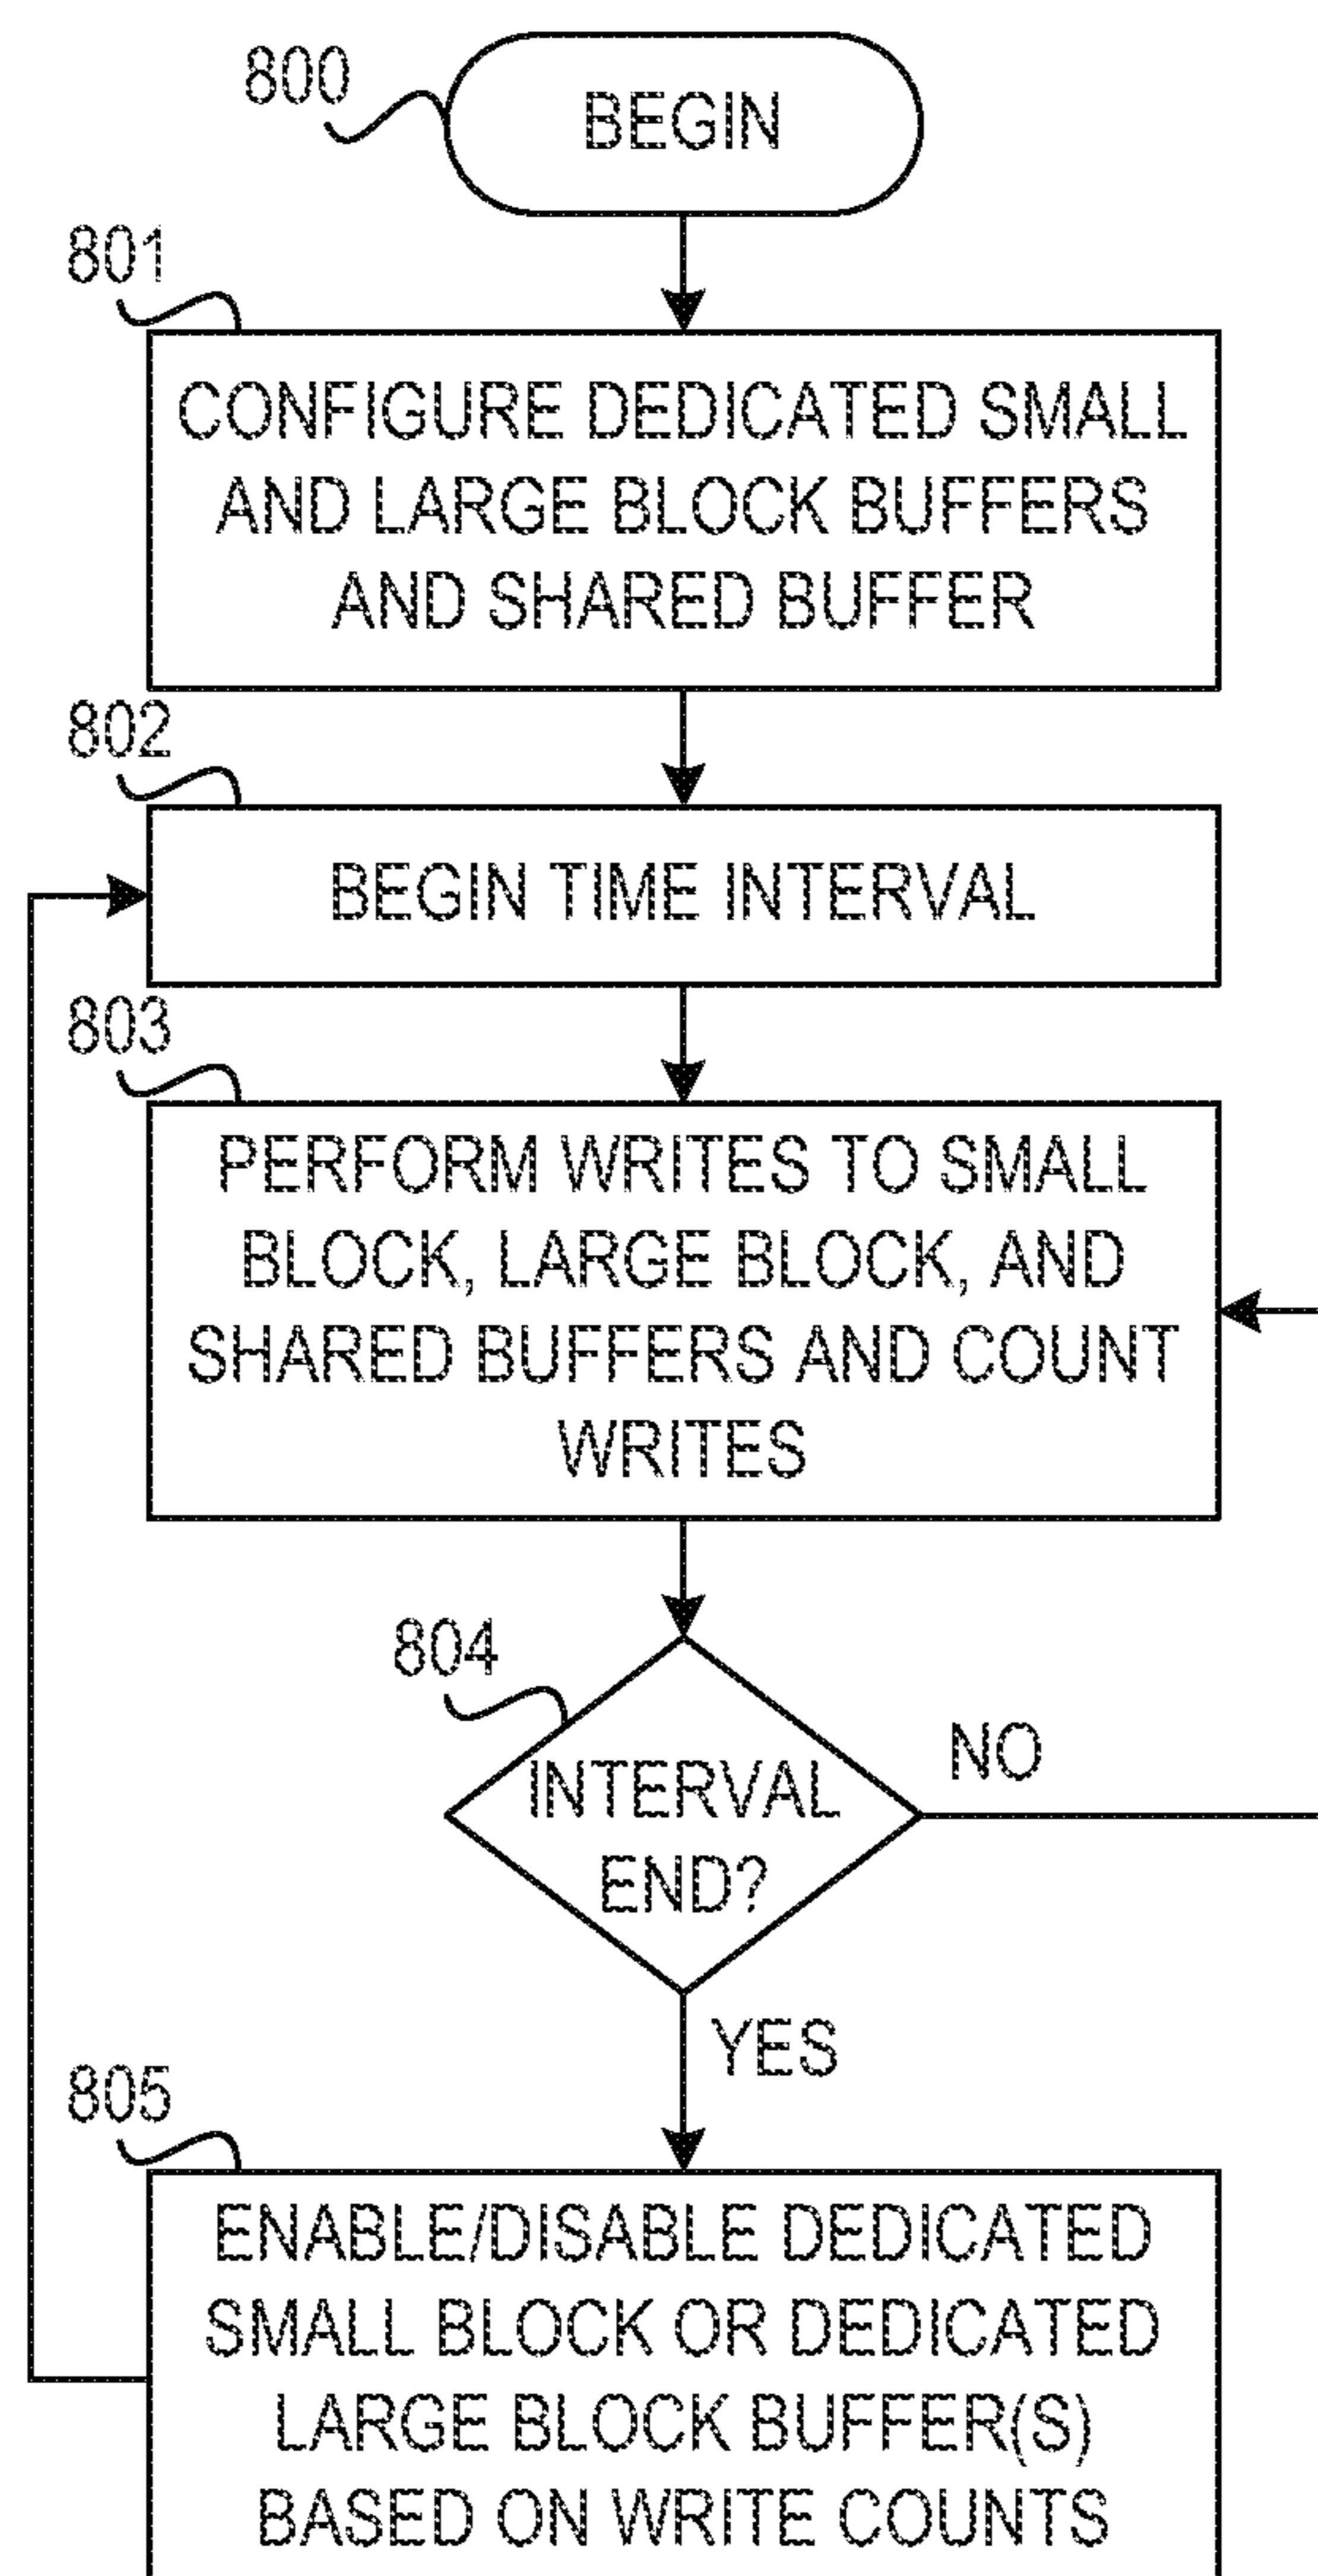 800
BEGIN
801
CONFIGURE DEDICATED SMALL
AND LARGE BLOCK BUFFERS
AND SHARED BUFFER
802
BEGIN TIME INTERVAL
803
PERFORM WRITES TO SMALL
BLOCK, LARGE BLOCK, AND
SHARED BUFFERS AND COUNT
WRITES
804
INTERVAL
END?
NO
YES
805
ENABLE/DISABLE DEDICATED
SMALL BLOCK OR DEDICATED
LARGE BLOCK BUFFER(S)
BASED ON WRITE COUNTS